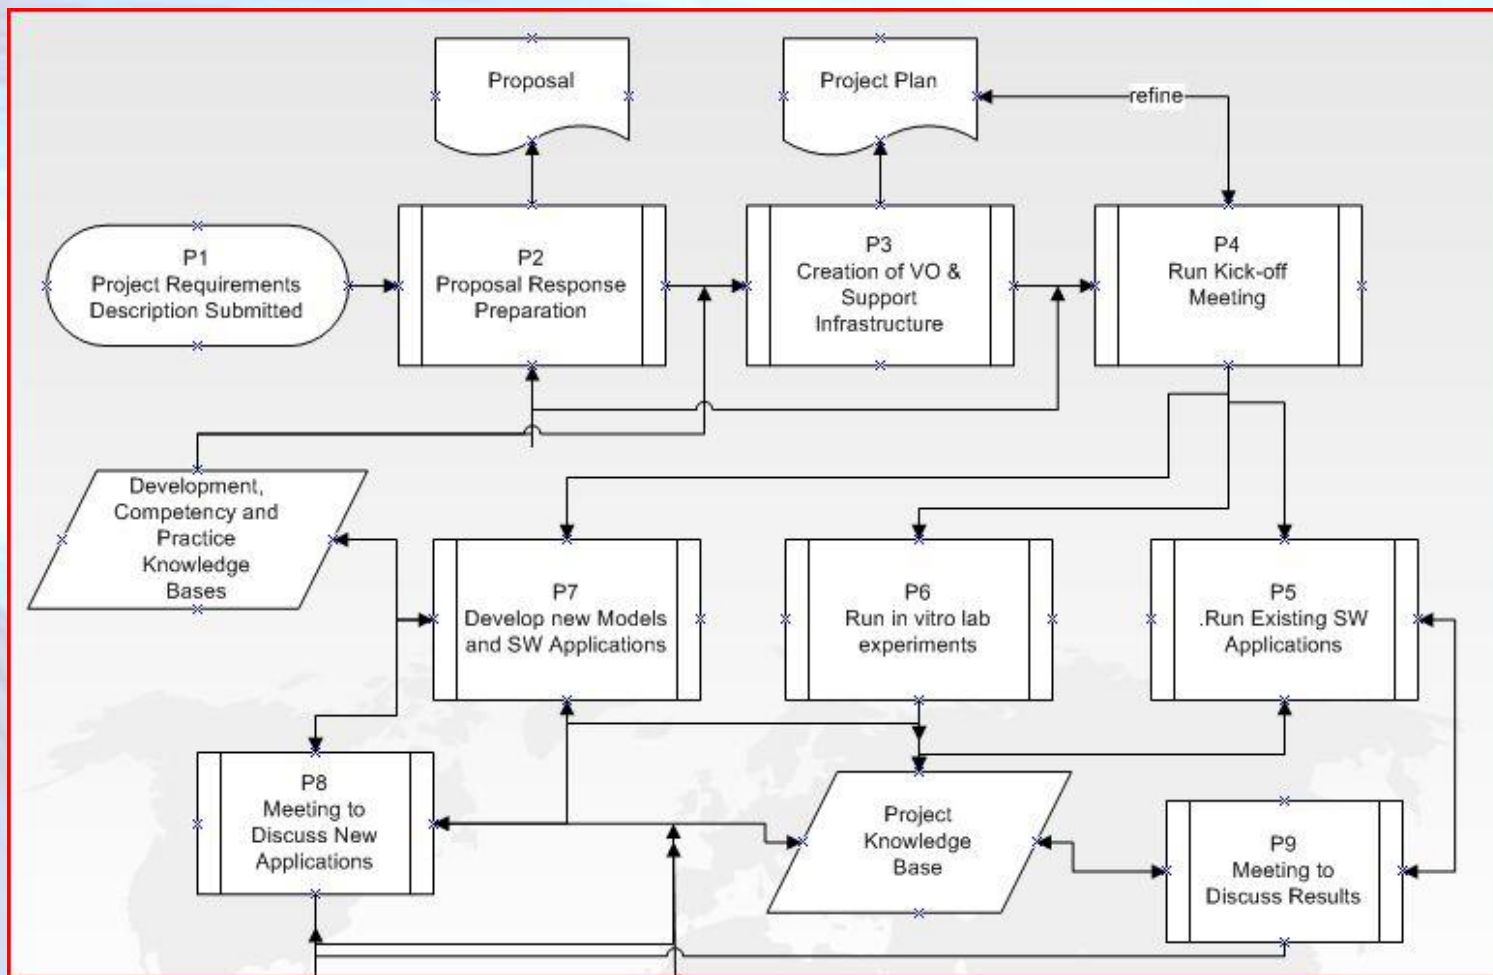 Proposal
Project Plan
refine
P1
Project Requirements
Description Submitted
P2
Proposal Response
Preparation
P3
Creation of VO &
Support
Infrastructure
P4
Run Kick-off
Meeting
Development,
Competency and
Practice
Knowledge
Bases
P7
Develop new Models
and SW Applications
P6
Run in vitro lab
experiments
P5
.Run Existing SW
Applications
P8
Meeting to
Discuss New
Applications
Project
Knowledge
Base
P9
Meeting to
Discuss Results